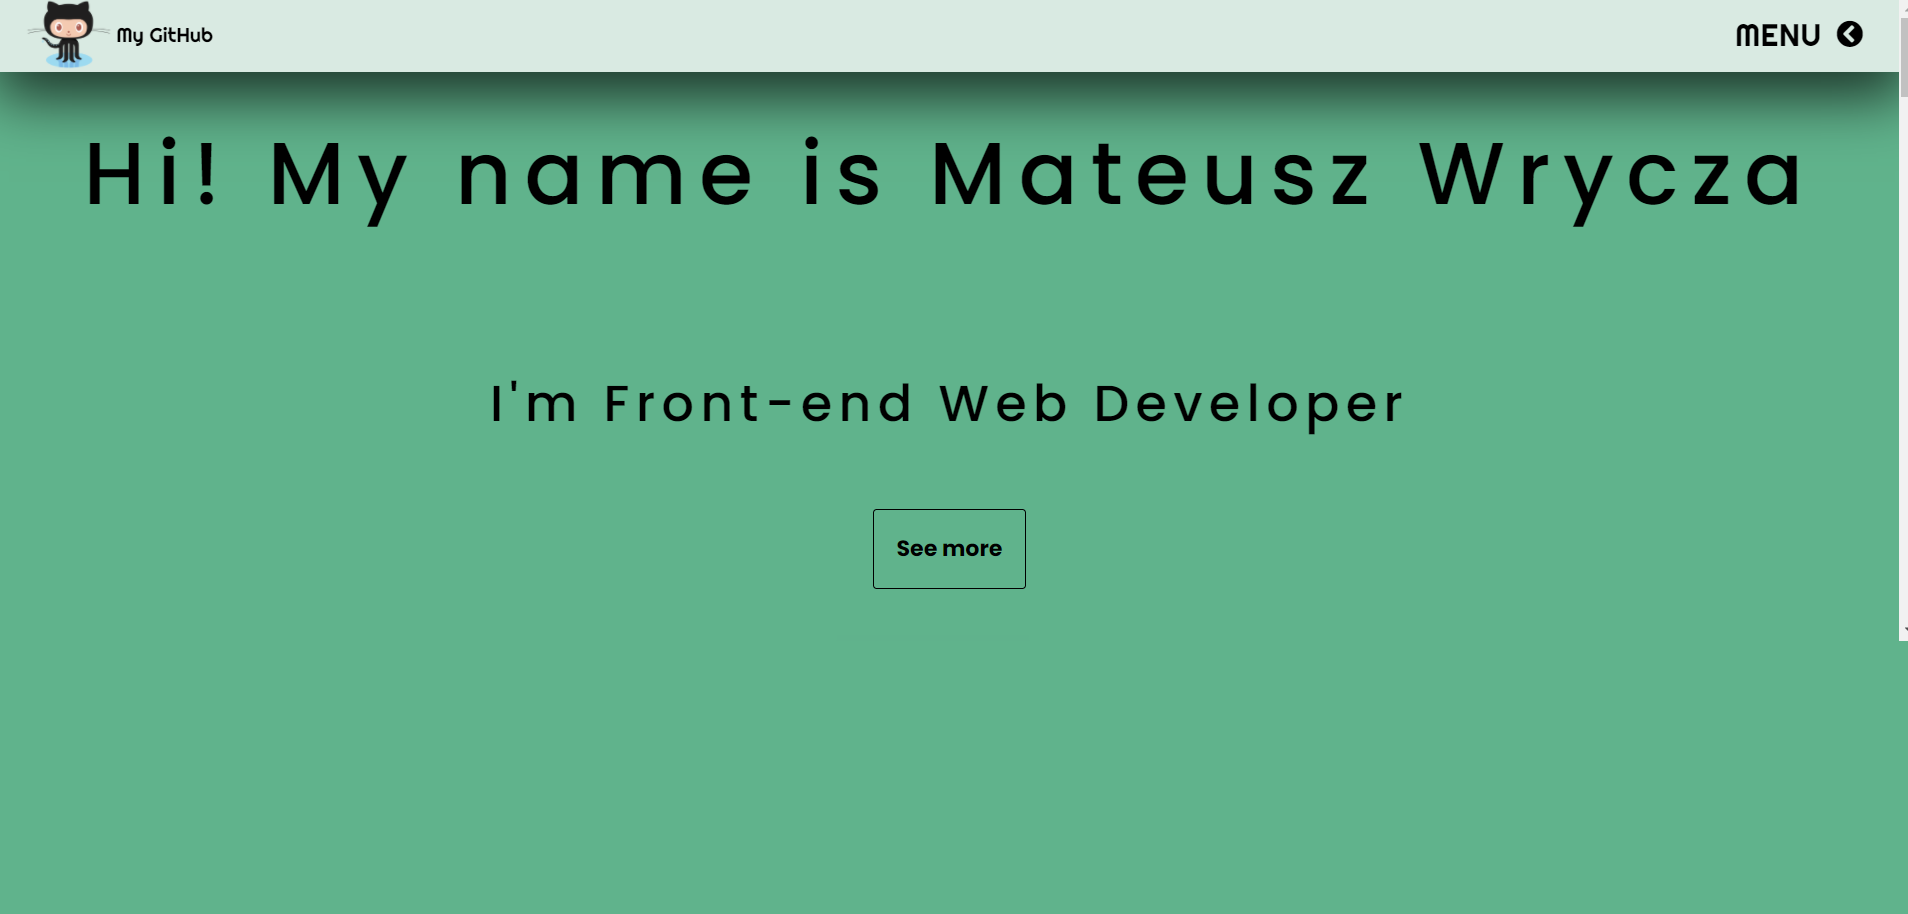 My GitHub
MENU
Hi! My name is Mateusz Wrycza
I'm Front-end Web Developer
See more